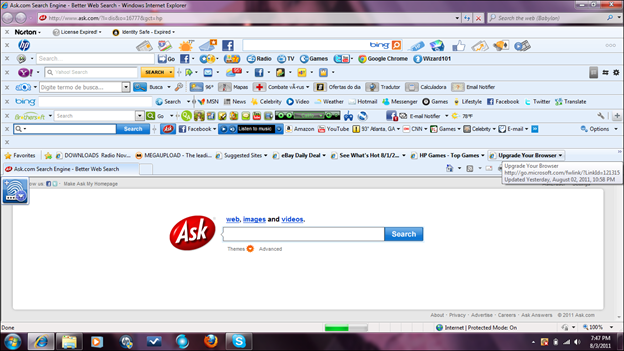 Ask.com Search Engine - Better Web Search - Windows Internet Explorer
http://www.ask.com/?l=dis&o=16777&gct=hp
Search the web (Babylon)
Norton License Expired! Identity Safe - Expired
bing
Search Go Radio TV Games Google Chrome Wizard101
Yahoo! Search SEARCH
Digite termo de busca... Busca 96° Mapas Ofertas do dia Tradutor Calculadora Email Notifier
bing Search MSN News Celebrity Video Weather Hotmail Messenger Games Finance Facebook Twitter Translate
Search Go E-mail Notifier 78°F
Search Facebook Listen to music Amazon YouTube 93° Atlanta, GA CNN Games Celebrity E-mail Options
Favorites DOWNLOADS Radio Nov... MEGAUPLOAD - The leadi... Suggested Sites eBay Daily Deal See What's Hot 8/1/2... HP Games - Top Games Upgrade Your Browser
Ask.com Search Engine - Better Web Search
Upgrade Your Browser
http://go.microsoft.com/fwlink/?LinkId=121315
Updated Yesterday, August 02, 2011, 10:58 PM
us Make Ask My Homepage
Ask
web, images and videos.
Search
Themes Advanced
About Privacy Advertise Careers Ask Answers © 2011 Ask.com
Done Internet | Protected Mode: On 100%
7:47 PM
8/3/2011